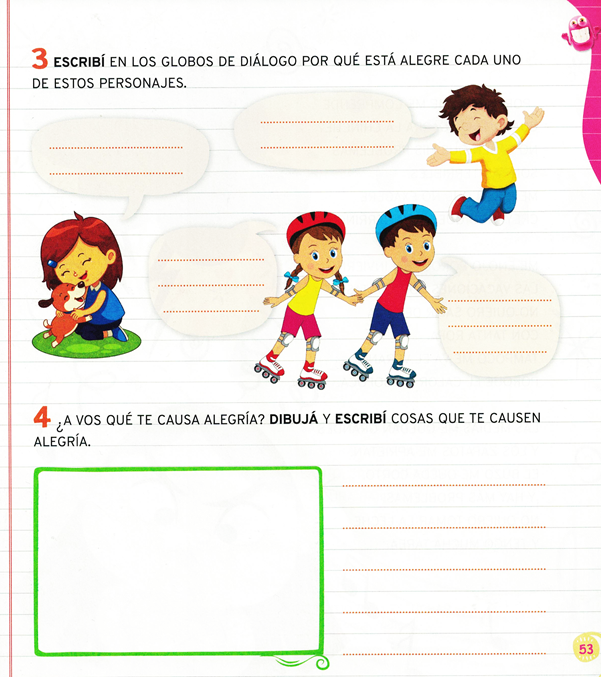 3 ESCRIBÍ EN LOS GLOBOS DE DIÁLOGO POR QUÉ ESTÁ ALEGRE CADA UNO
DE ESTOS PERSONAJES.
4 ¿A VOS QUÉ TE CAUSA ALEGRÍA? DIBUJÁ Y ESCRIBÍ COSAS QUE TE CAUSEN
ALEGRÍA.
53